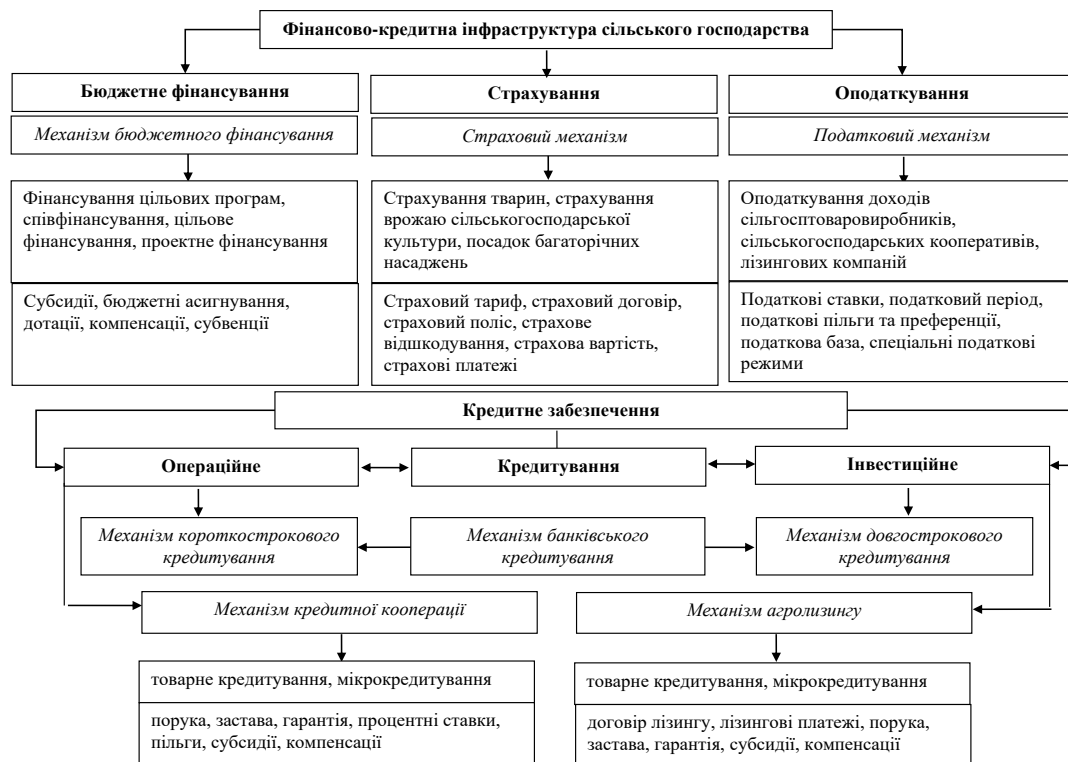 Фінансово-кредитна інфраструктура сільського господарства
Бюджетне фінансування
Механізм бюджетного фінансування
Фінансування цільових програм,
співфінансування, цільове
фінансування, проектне фінансування
Субсидії, бюджетні асигнування,
дотації, компенсації, субвенції
Страхування
Страховий механізм
Страхування тварин, страхування
врожаю сільськогосподарської
культури, посадок багаторічних
насаджень
Страховий тариф, страховий договір,
страховий поліс, страхове
відшкодування, страхова вартість,
страхові платежі
Оподаткування
Податковий механізм
Оподаткування доходів
сільгосптоваровиробників,
сільськогосподарських кооперативів,
лізингових компаній
Податкові ставки, податковий період,
податкові пільги та преференції,
податкова база, спеціальні податкові
режими
Кредитне забезпечення
Операційне
Кредитування
Інвестиційне
Механізм короткострокового
кредитування
Механізм банківського
кредитування
Механізм довгострокового
кредитування
Механізм кредитної кооперації
Механізм агролизингу
товарне кредитування, мікрокредитування
порука, застава, гарантія, процентні ставки,
пільги, субсидії, компенсації
товарне кредитування, мікрокредитування
договір лізингу, лізингові платежі, порука,
застава, гарантія, субсидії, компенсації